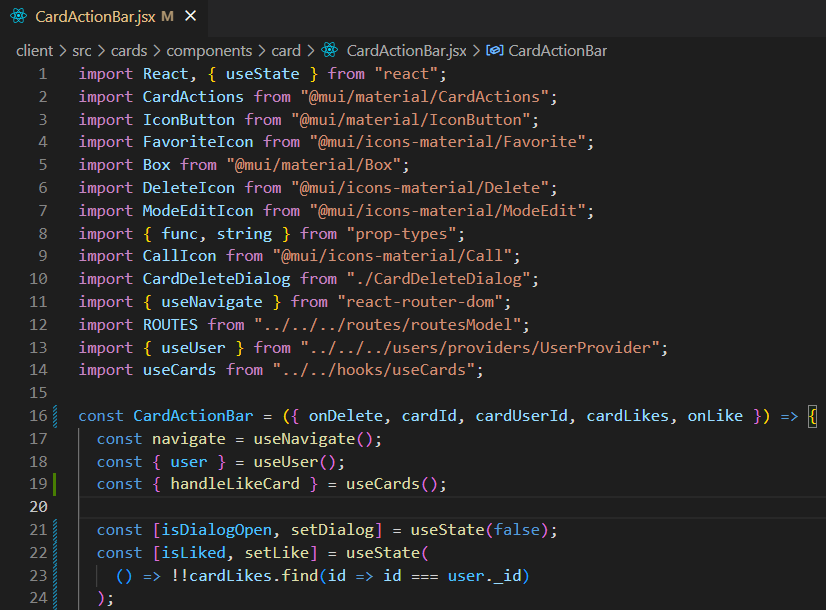 CardActionBar.jsx M ✕
client > src > cards > components > card > CardActionBar.jsx > CardActionBar
1 import React, { useState } from "react";
2 import CardActions from "@mui/material/CardActions";
3 import IconButton from "@mui/material/IconButton";
4 import FavoriteIcon from "@mui/icons-material/Favorite";
5 import Box from "@mui/material/Box";
6 import DeleteIcon from "@mui/icons-material/Delete";
7 import ModeEditIcon from "@mui/icons-material/ModeEdit";
8 import { func, string } from "prop-types";
9 import CallIcon from "@mui/icons-material/Call";
10 import CardDeleteDialog from "./CardDeleteDialog";
11 import { useNavigate } from "react-router-dom";
12 import ROUTES from "../../../routes/routesModel";
13 import { useUser } from "../../../users/providers/UserProvider";
14 import useCards from "../../hooks/useCards";
15
16 const CardActionBar = ({ onDelete, cardId, cardUserId, cardLikes, onLike }) => {
17   const navigate = useNavigate();
18   const { user } = useUser();
19   const { handleLikeCard } = useCards();
20
21   const [isDialogOpen, setDialog] = useState(false);
22   const [isLiked, setLike] = useState(
23     () => !!cardLikes.find(id => id === user._id)
24   );